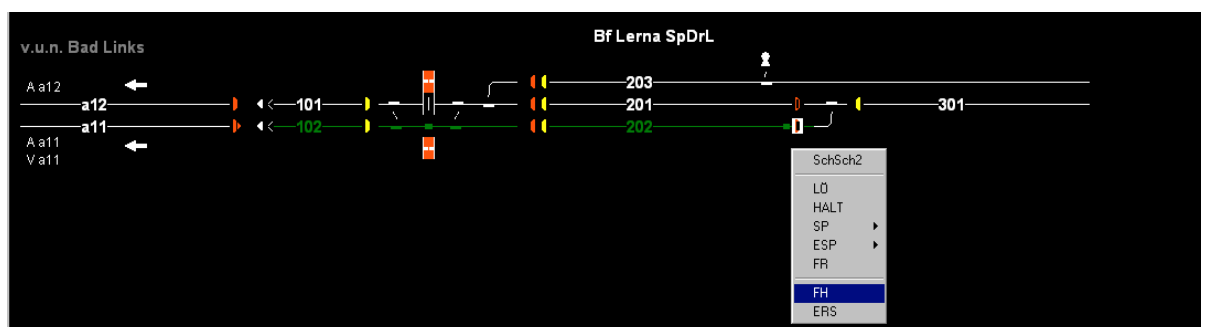 Bf Lerna SpDrL
v.u.n. Bad Links
A a12
203
a12 101 201 301
a11 102 202
A a11
V a11
SchSch2
LÖ
HALT
SP
ESP
FR
FH
ERS